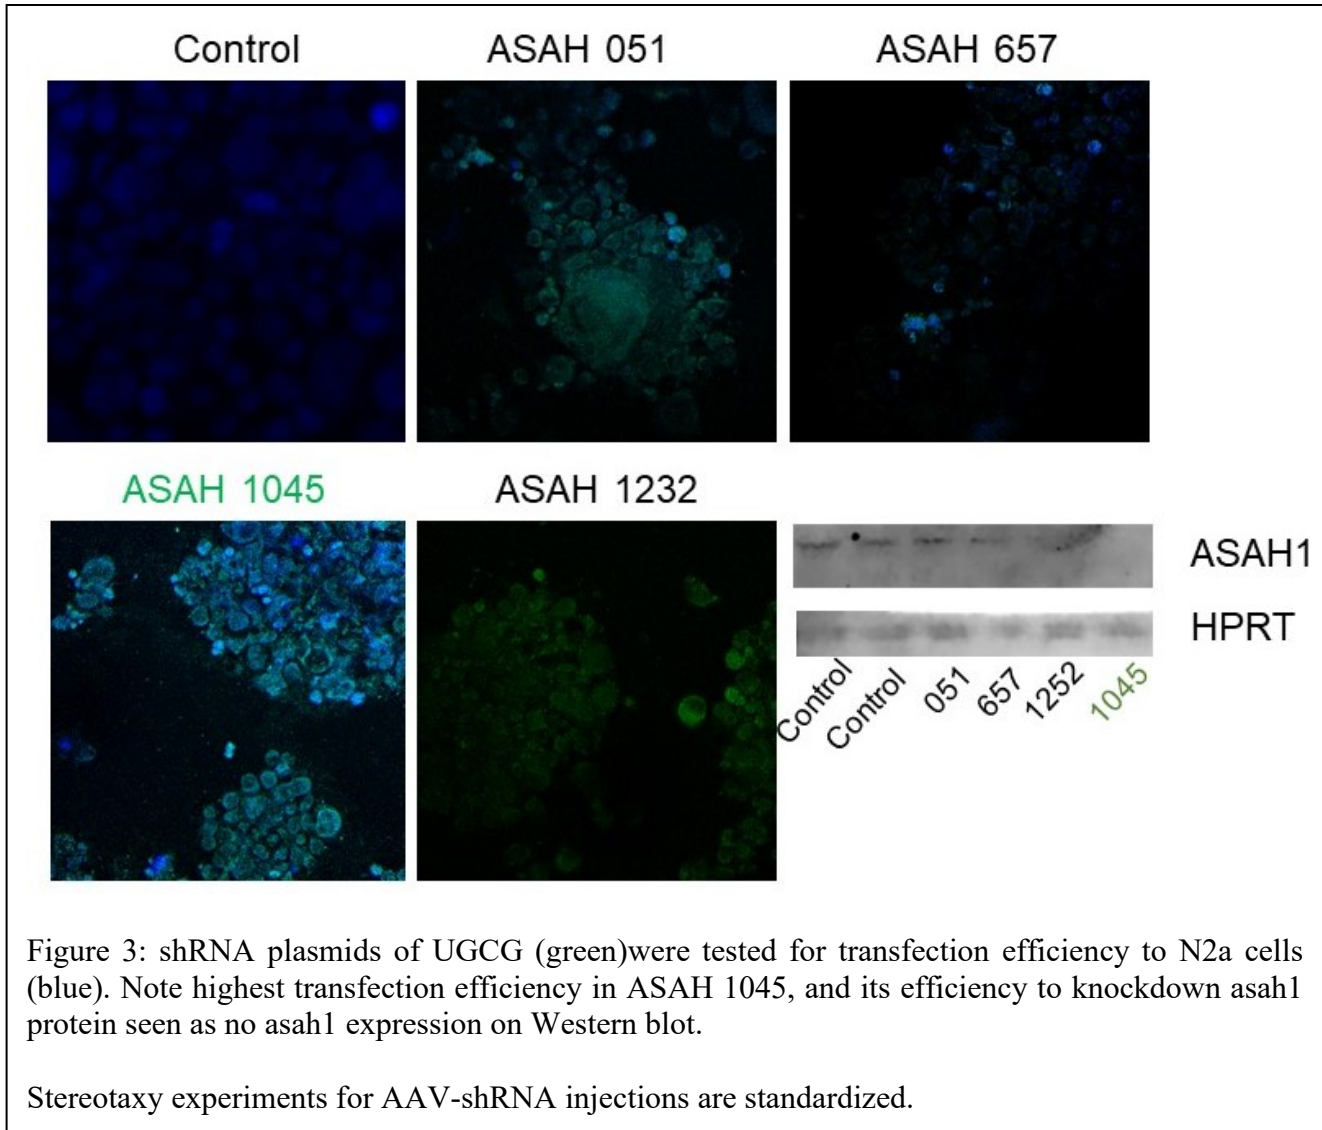 Control
ASAH 051
ASAH 657
ASAH 1045
ASAH 1232
ASAH1
HPRT
Control
Control
051
657
1252
1045
Figure 3: shRNA plasmids of UGCG (green)were tested for transfection efficiency to N2a cells
(blue). Note highest transfection efficiency in ASAH 1045, and its efficiency to knockdown asah1
protein seen as no asah1 expression on Western blot.
Stereotaxy experiments for AAV-shRNA injections are standardized.